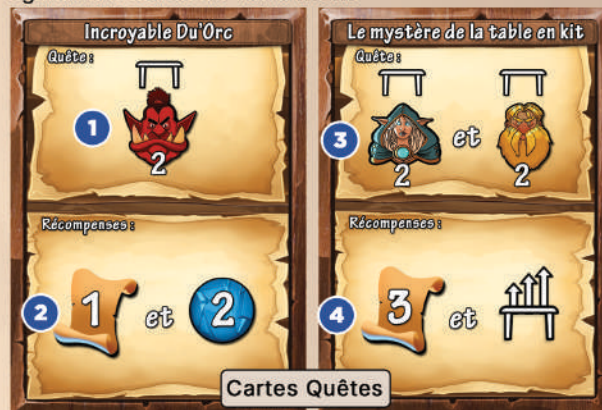 Incroyable Du'Orc
Quête :
1
2
Récompenses :
2
1 et 2
Le mystère de la table en kit
Quête :
3
et
2 2
Récompenses :
4
3 et
Cartes Quêtes